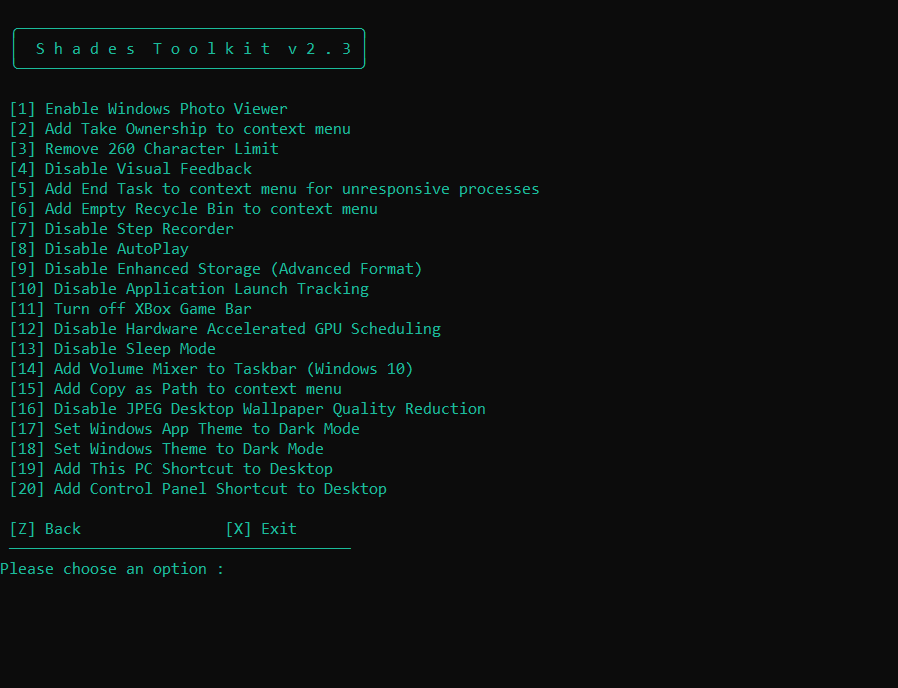 Shades Toolkit v2.3
[1] Enable Windows Photo Viewer
[2] Add Take Ownership to context menu
[3] Remove 260 Character Limit
[4] Disable Visual Feedback
[5] Add End Task to context menu for unresponsive processes
[6] Add Empty Recycle Bin to context menu
[7] Disable Step Recorder
[8] Disable AutoPlay
[9] Disable Enhanced Storage (Advanced Format)
[10] Disable Application Launch Tracking
[11] Turn off XBox Game Bar
[12] Disable Hardware Accelerated GPU Scheduling
[13] Disable Sleep Mode
[14] Add Volume Mixer to Taskbar (Windows 10)
[15] Add Copy as Path to context menu
[16] Disable JPEG Desktop Wallpaper Quality Reduction
[17] Set Windows App Theme to Dark Mode
[18] Set Windows Theme to Dark Mode
[19] Add This PC Shortcut to Desktop
[20] Add Control Panel Shortcut to Desktop
[Z] Back [X] Exit
Please choose an option :